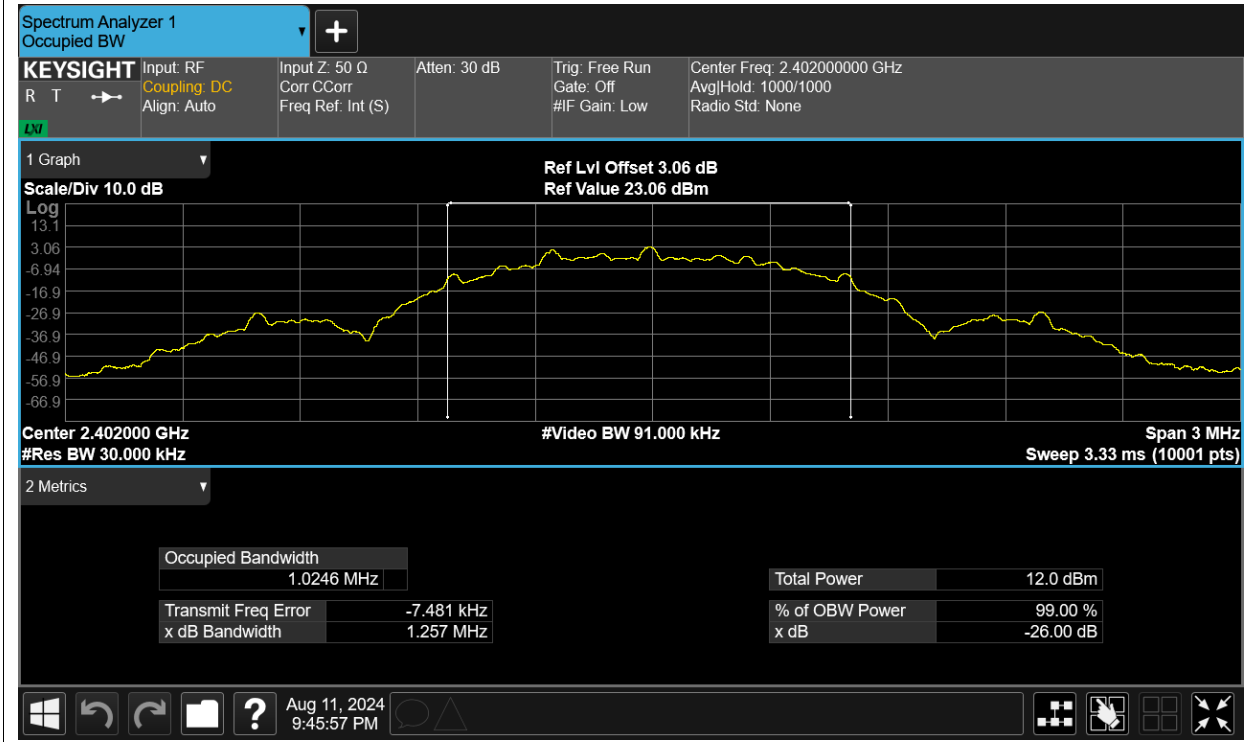 Spectrum Analyzer 1
Occupied BW
KEYSIGHT
R T
LXI
Input: RF
Coupling: DC
Align: Auto
Input Z: 50 Ω
Corr CCorr
Freq Ref: Int (S)
Atten: 30 dB
Trig: Free Run
Gate: Off
#IF Gain: Low
Center Freq: 2.402000000 GHz
Avg|Hold: 1000/1000
Radio Std: None
1 Graph
Scale/Div 10.0 dB
Ref Lvl Offset 3.06 dB
Ref Value 23.06 dBm
Log
13.1
3.06
-6.94
-16.9
-26.9
-36.9
-46.9
-56.9
-66.9
Center 2.402000 GHz
#Video BW 91.000 kHz
Span 3 MHz
#Res BW 30.000 kHz
Sweep 3.33 ms (10001 pts)
2 Metrics
Occupied Bandwidth
1.0246 MHz
Total Power 12.0 dBm
Transmit Freq Error -7.481 kHz
% of OBW Power 99.00 %
x dB Bandwidth 1.257 MHz
x dB -26.00 dB
?
Aug 11, 2024
9:45:57 PM